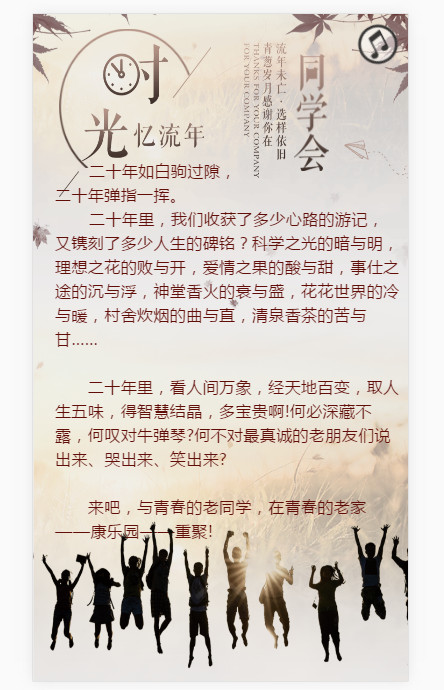 时
光忆流年
同学会
流年未亡·选择依旧
青葱岁月感谢你在
THANKS FOR YOUR COMPANY
FOR YOUR COMPANY
二十年如白驹过隙，
二十年弹指一挥。
二十年里，我们收获了多少心路的游记，
又镌刻了多少人生的碑铭？科学之光的暗与明，
理想之花的败与开，爱情之果的酸与甜，事仕之
途的沉与浮，神堂香火的衰与盛，花花世界的冷
与暖，村舍炊烟的曲与直，清泉香茶的苦与
甘......
二十年里，看人间万象，经天地百变，取人
生五味，得智慧结晶，多宝贵啊!何必深藏不
露，何叹对牛弹琴?何不对最真诚的老朋友们说
出来、哭出来、笑出来?
来吧，与青春的老同学，在青春的老家
——康乐园——重聚!